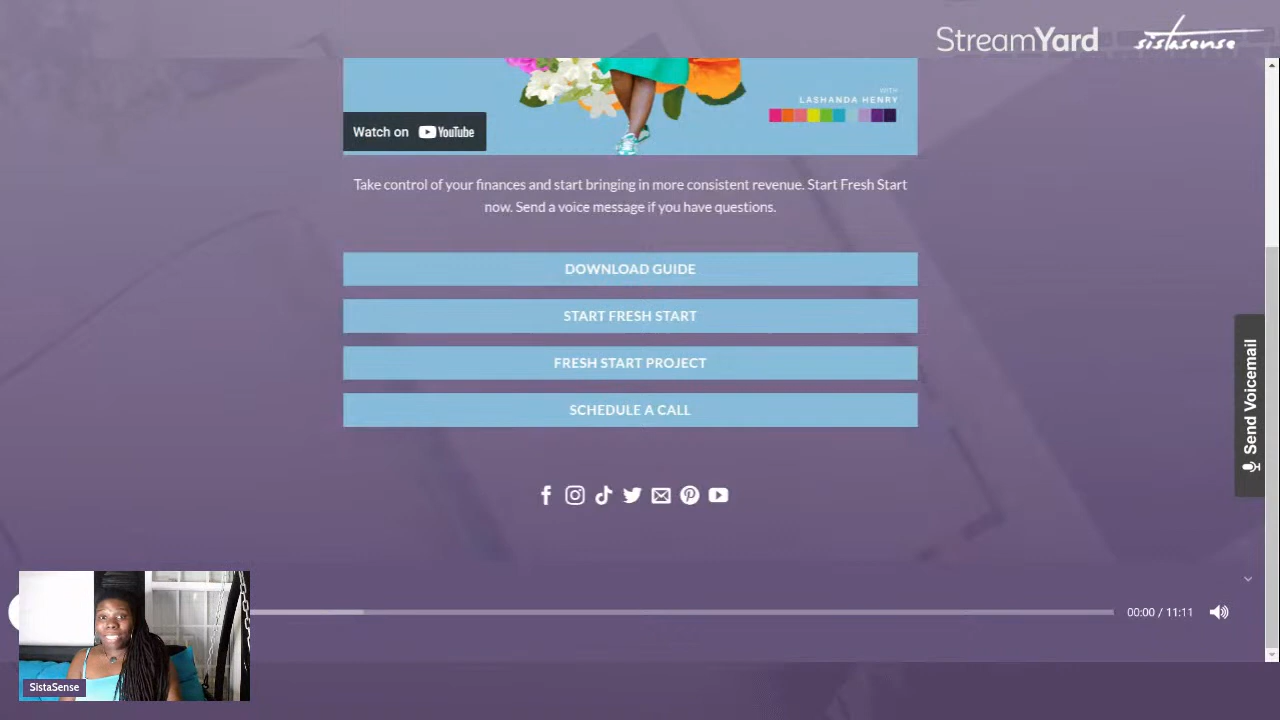 StreamYard
sistasense
WITH
LASHANDA HENRY
Watch on YouTube
Take control of your finances and start bringing in more consistent revenue. Start Fresh Start
now. Send a voice message if you have questions.
DOWNLOAD GUIDE
START FRESH START
FRESH START PROJECT
SCHEDULE A CALL
Send Voicemail
00:00 / 11:11
SistaSense